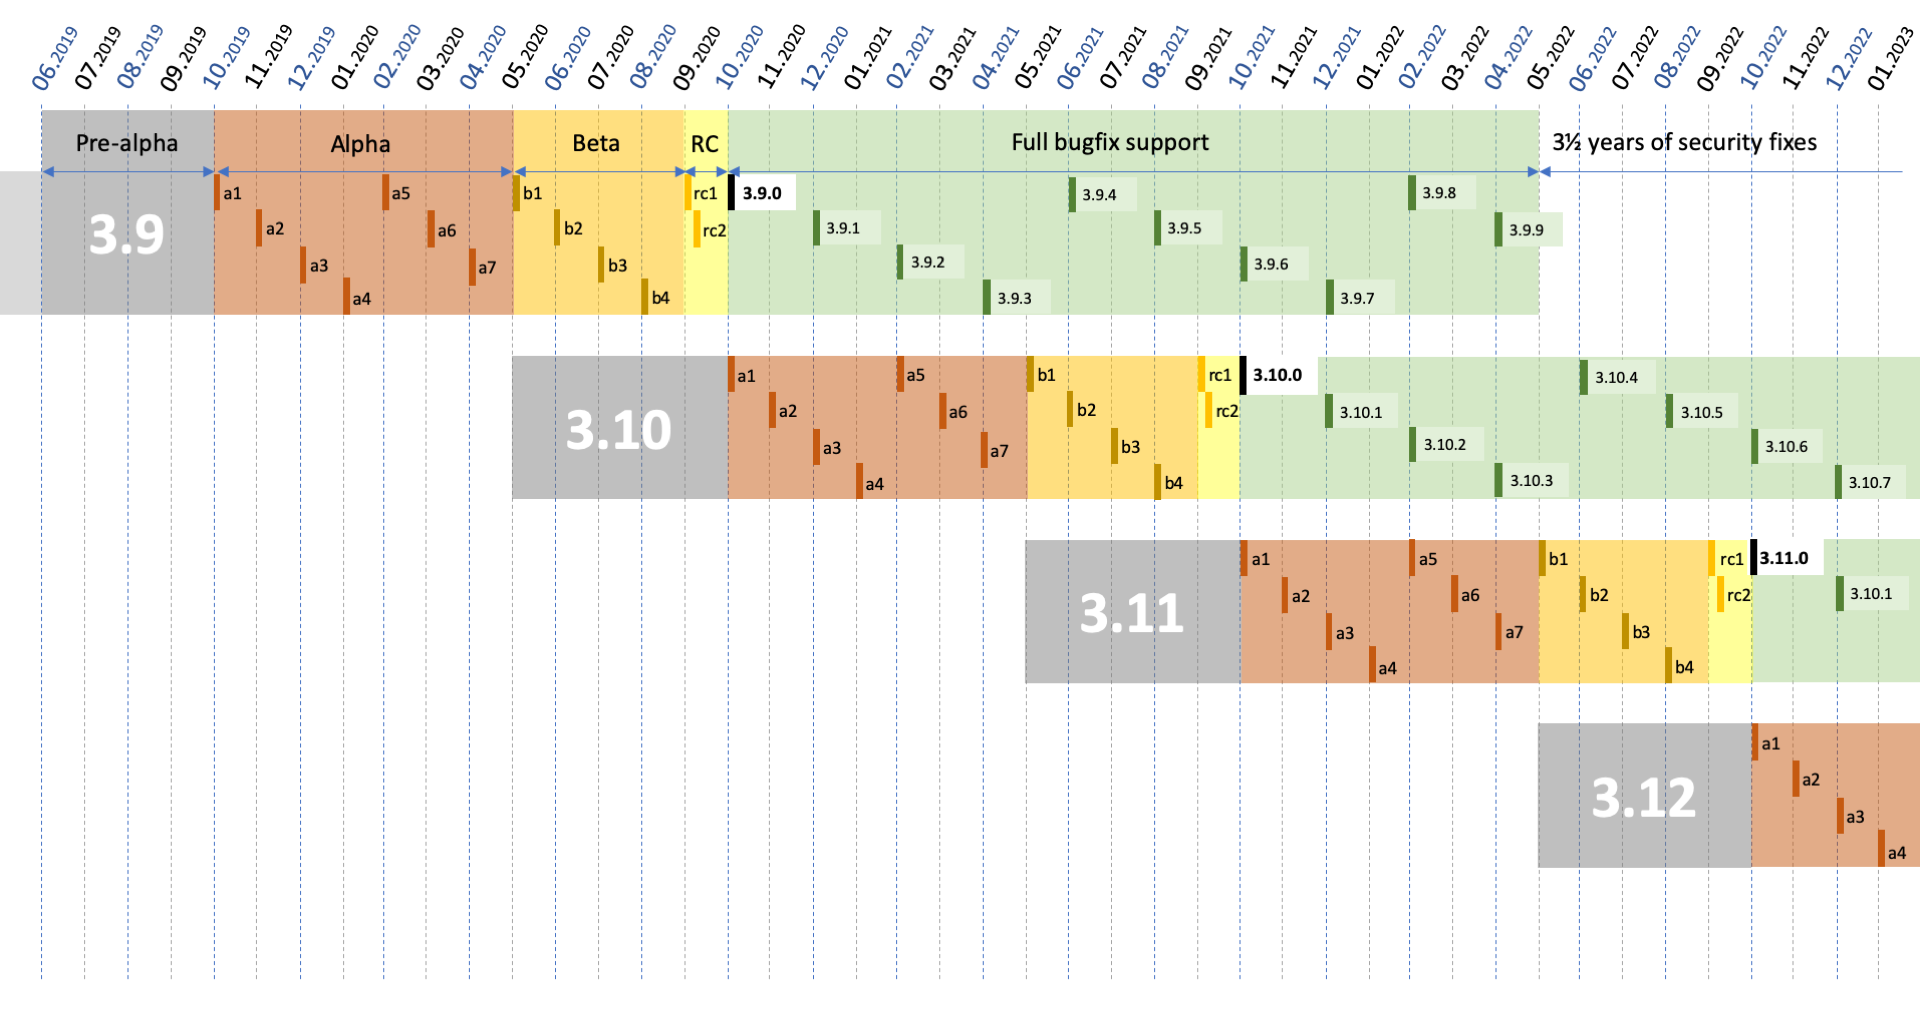 06.2019 07.2019 08.2019 09.2019 10.2019 11.2019 12.2019 01.2020 02.2020 03.2020 04.2020 05.2020 06.2020 07.2020 08.2020 09.2020 10.2020 11.2020 12.2020 01.2021 02.2021 03.2021 04.2021 05.2021 06.2021 07.2021 08.2021 09.2021 10.2021 11.2021 12.2021 01.2022 02.2022 03.2022 04.2022 05.2022 06.2022 07.2022 08.2022 09.2022 10.2022 11.2022 12.2022 01.2023
Pre-alpha Alpha Beta RC Full bugfix support 3½ years of security fixes
a1 a5 b1 rc1 3.9.0 3.9.4 3.9.8
3.9 a2 a6 b2 rc2 3.9.1 3.9.5 3.9.9
a3 a7 b3 3.9.2 3.9.6
a4 b4 3.9.3 3.9.7
a1 a5 b1 rc1 3.10.0 3.10.4
3.10 a2 a6 b2 rc2 3.10.1 3.10.5
a3 a7 b3 3.10.2 3.10.6
a4 b4 3.10.3 3.10.7
a1 a5 b1 rc1 3.11.0
3.11 a2 a6 b2 rc2 3.10.1
a3 a7 b3
a4 b4
a1
3.12 a2
a3
a4